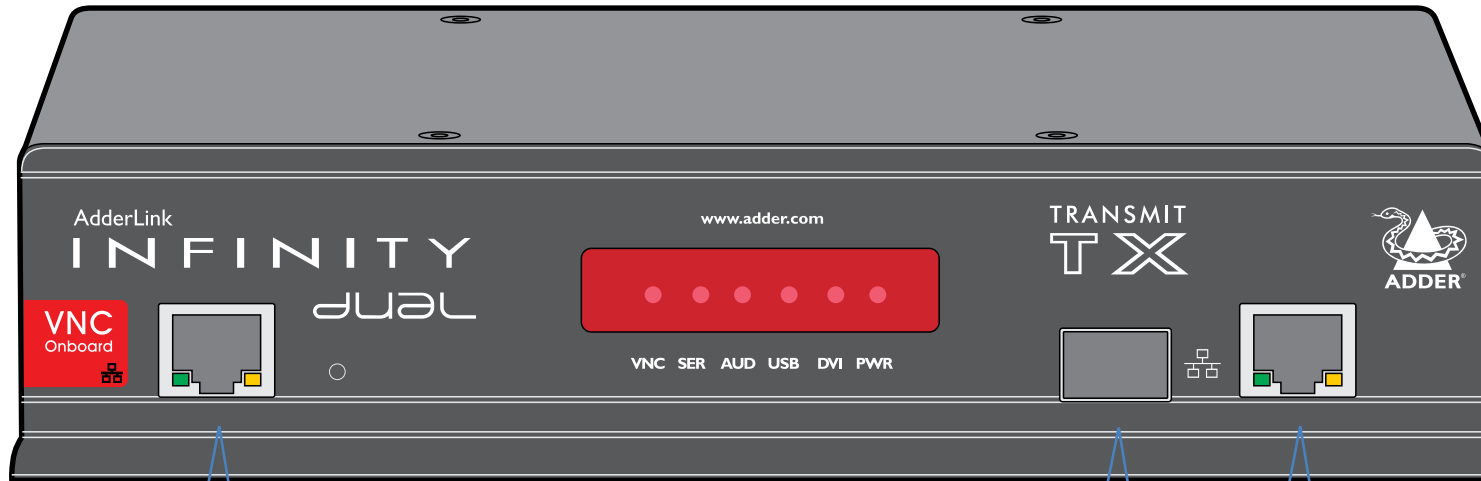 AdderLink
INFINITY
dual
VNC
Onboard
www.adder.com
VNC SER AUD USB DVI PWR
TRANSMIT
TX
ADDER®